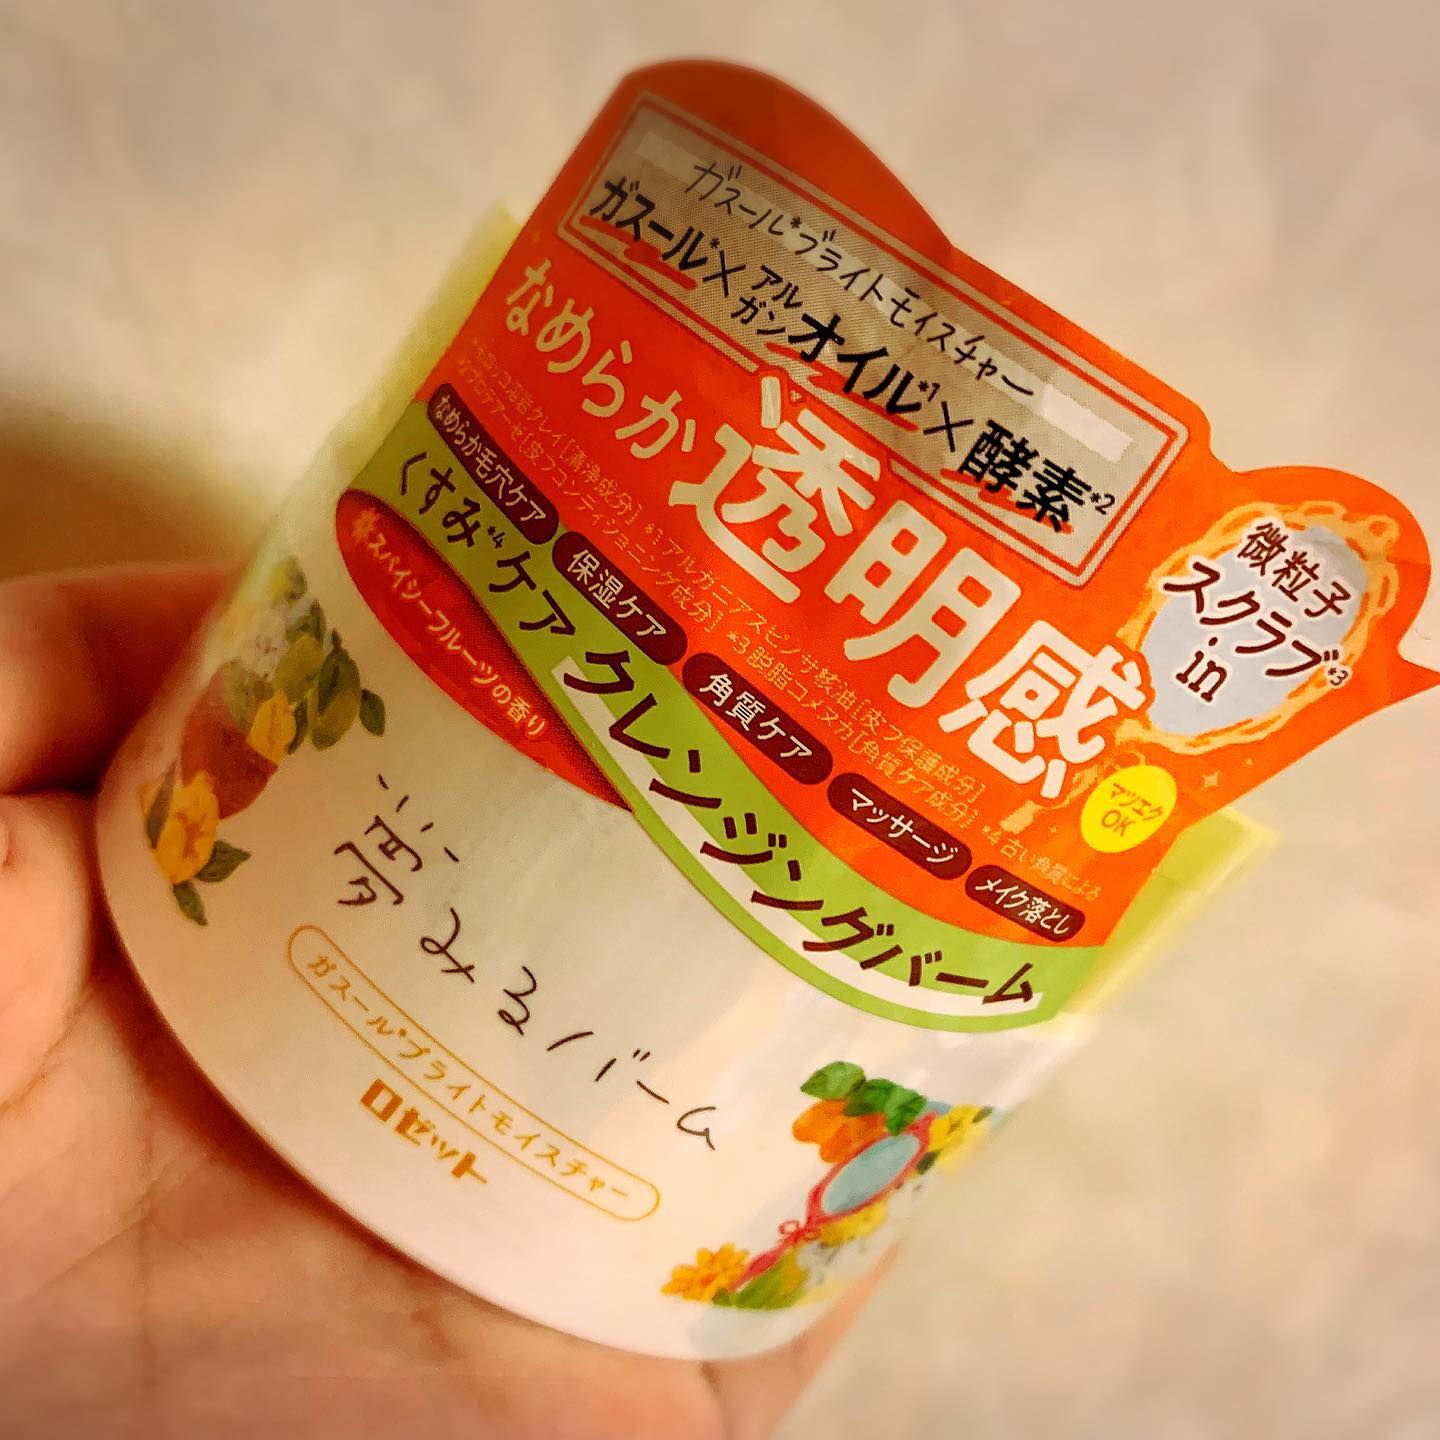 ガスール*ブライトモイスチャー
ガスール*×アルガンオイル*1×酵素*2
なめらか透明感
微粒子
スクラブ*3
in
マツエク
OK
なめらか毛穴ケア
保湿ケア
角質ケア
マッサージ
メイク落とし
くすみ*4ケアクレンジングバーム
スパイシーフルーツの香り
夢みるバーム
ガスール*ブライトモイスチャー
ロゼット